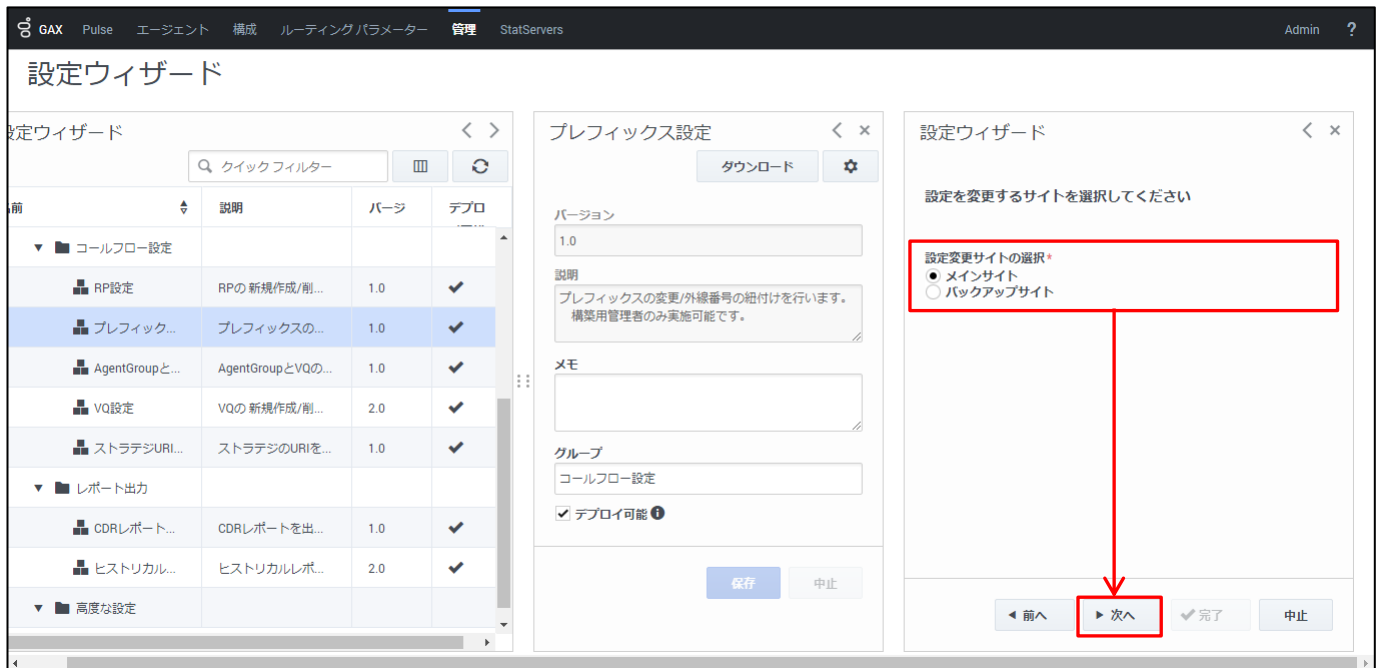 GAX Pulse エージェント 構成 ルーティング パラメーター 管理 StatServers Admin ?
設定ウィザード
設定ウィザード
クイック フィルター
名前 説明 バージ デプロ
コールフロー設定
RP設定 RPの 新規作成/削... 1.0
プレフィック... プレフィックスの... 1.0
AgentGroupと... AgentGroupとVQの... 1.0
VQ設定 VQの 新規作成/削... 2.0
ストラテジURI... ストラテジのURIを... 1.0
レポート出力
CDRレポート... CDRレポートを出... 1.0
ヒストリカル... ヒストリカルレポ... 2.0
高度な設定
プレフィックス設定
ダウンロード
バージョン
1.0
説明
プレフィックスの変更/外線番号の紐付けを行います。
構築用管理者のみ実施可能です。
メモ
グループ
コールフロー設定
デプロイ可能
保存 中止
設定ウィザード
設定を変更するサイトを選択してください
設定変更サイトの選択*
メインサイト
バックアップサイト
前へ 次へ 完了 中止